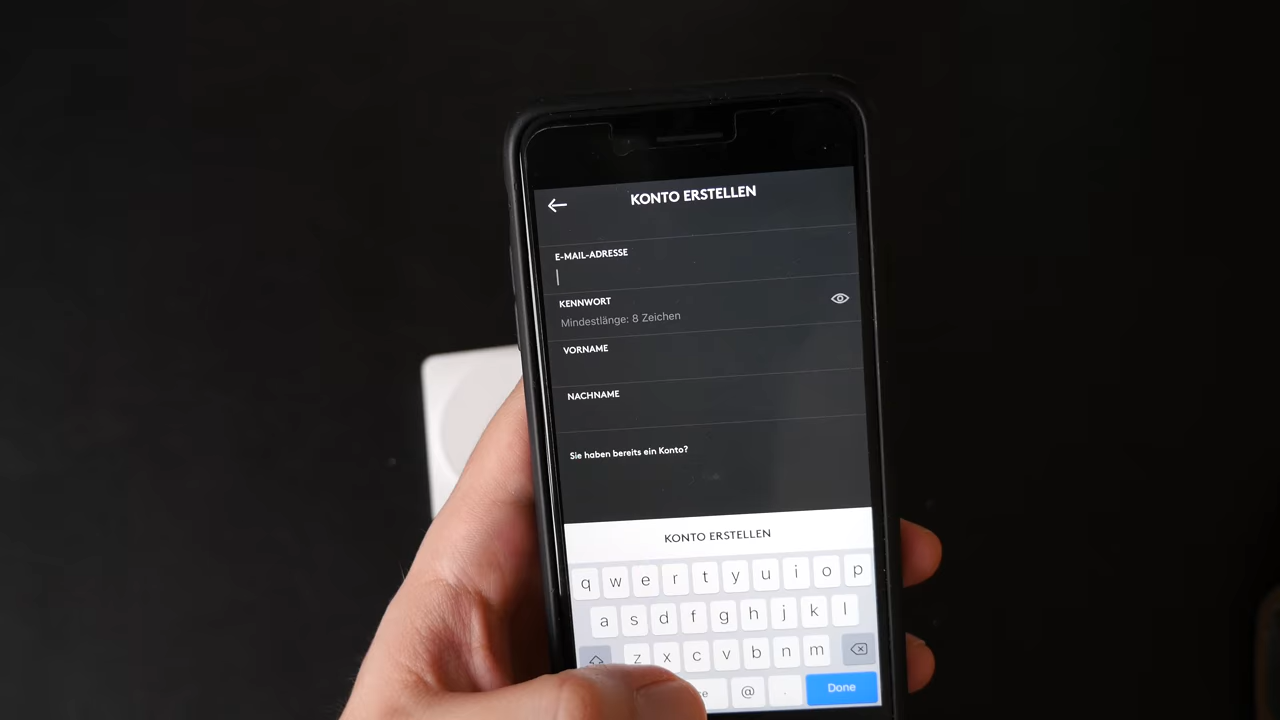 KONTO ERSTELLEN
E-MAIL-ADRESSE
KENNWORT
Mindestlänge: 8 Zeichen
VORNAME
NACHNAME
Sie haben bereits ein Konto?
KONTO ERSTELLEN
q w e r t y u i o p
a s d f g h j k l
z x c v b n m
@ . Done